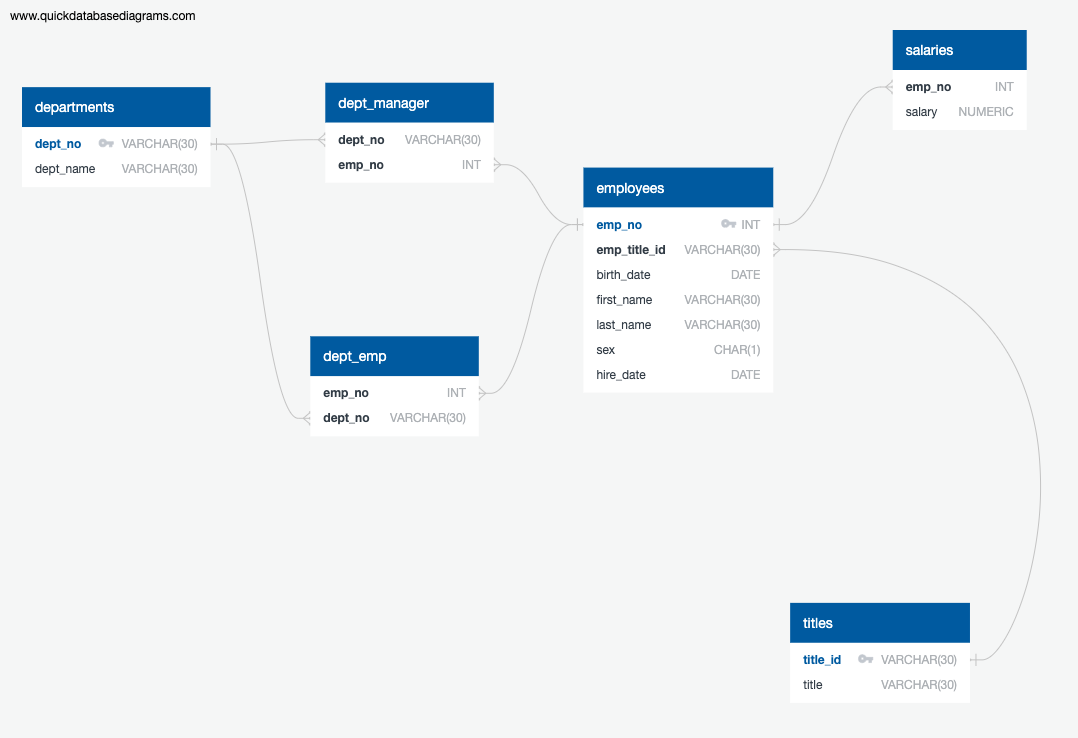 www.quickdatabasediagrams.com
departments
dept_no VARCHAR(30)
dept_name VARCHAR(30)
dept_manager
dept_no VARCHAR(30)
emp_no INT
salaries
emp_no INT
salary NUMERIC
employees
emp_no INT
emp_title_id VARCHAR(30)
birth_date DATE
first_name VARCHAR(30)
last_name VARCHAR(30)
sex CHAR(1)
hire_date DATE
dept_emp
emp_no INT
dept_no VARCHAR(30)
titles
title_id VARCHAR(30)
title VARCHAR(30)